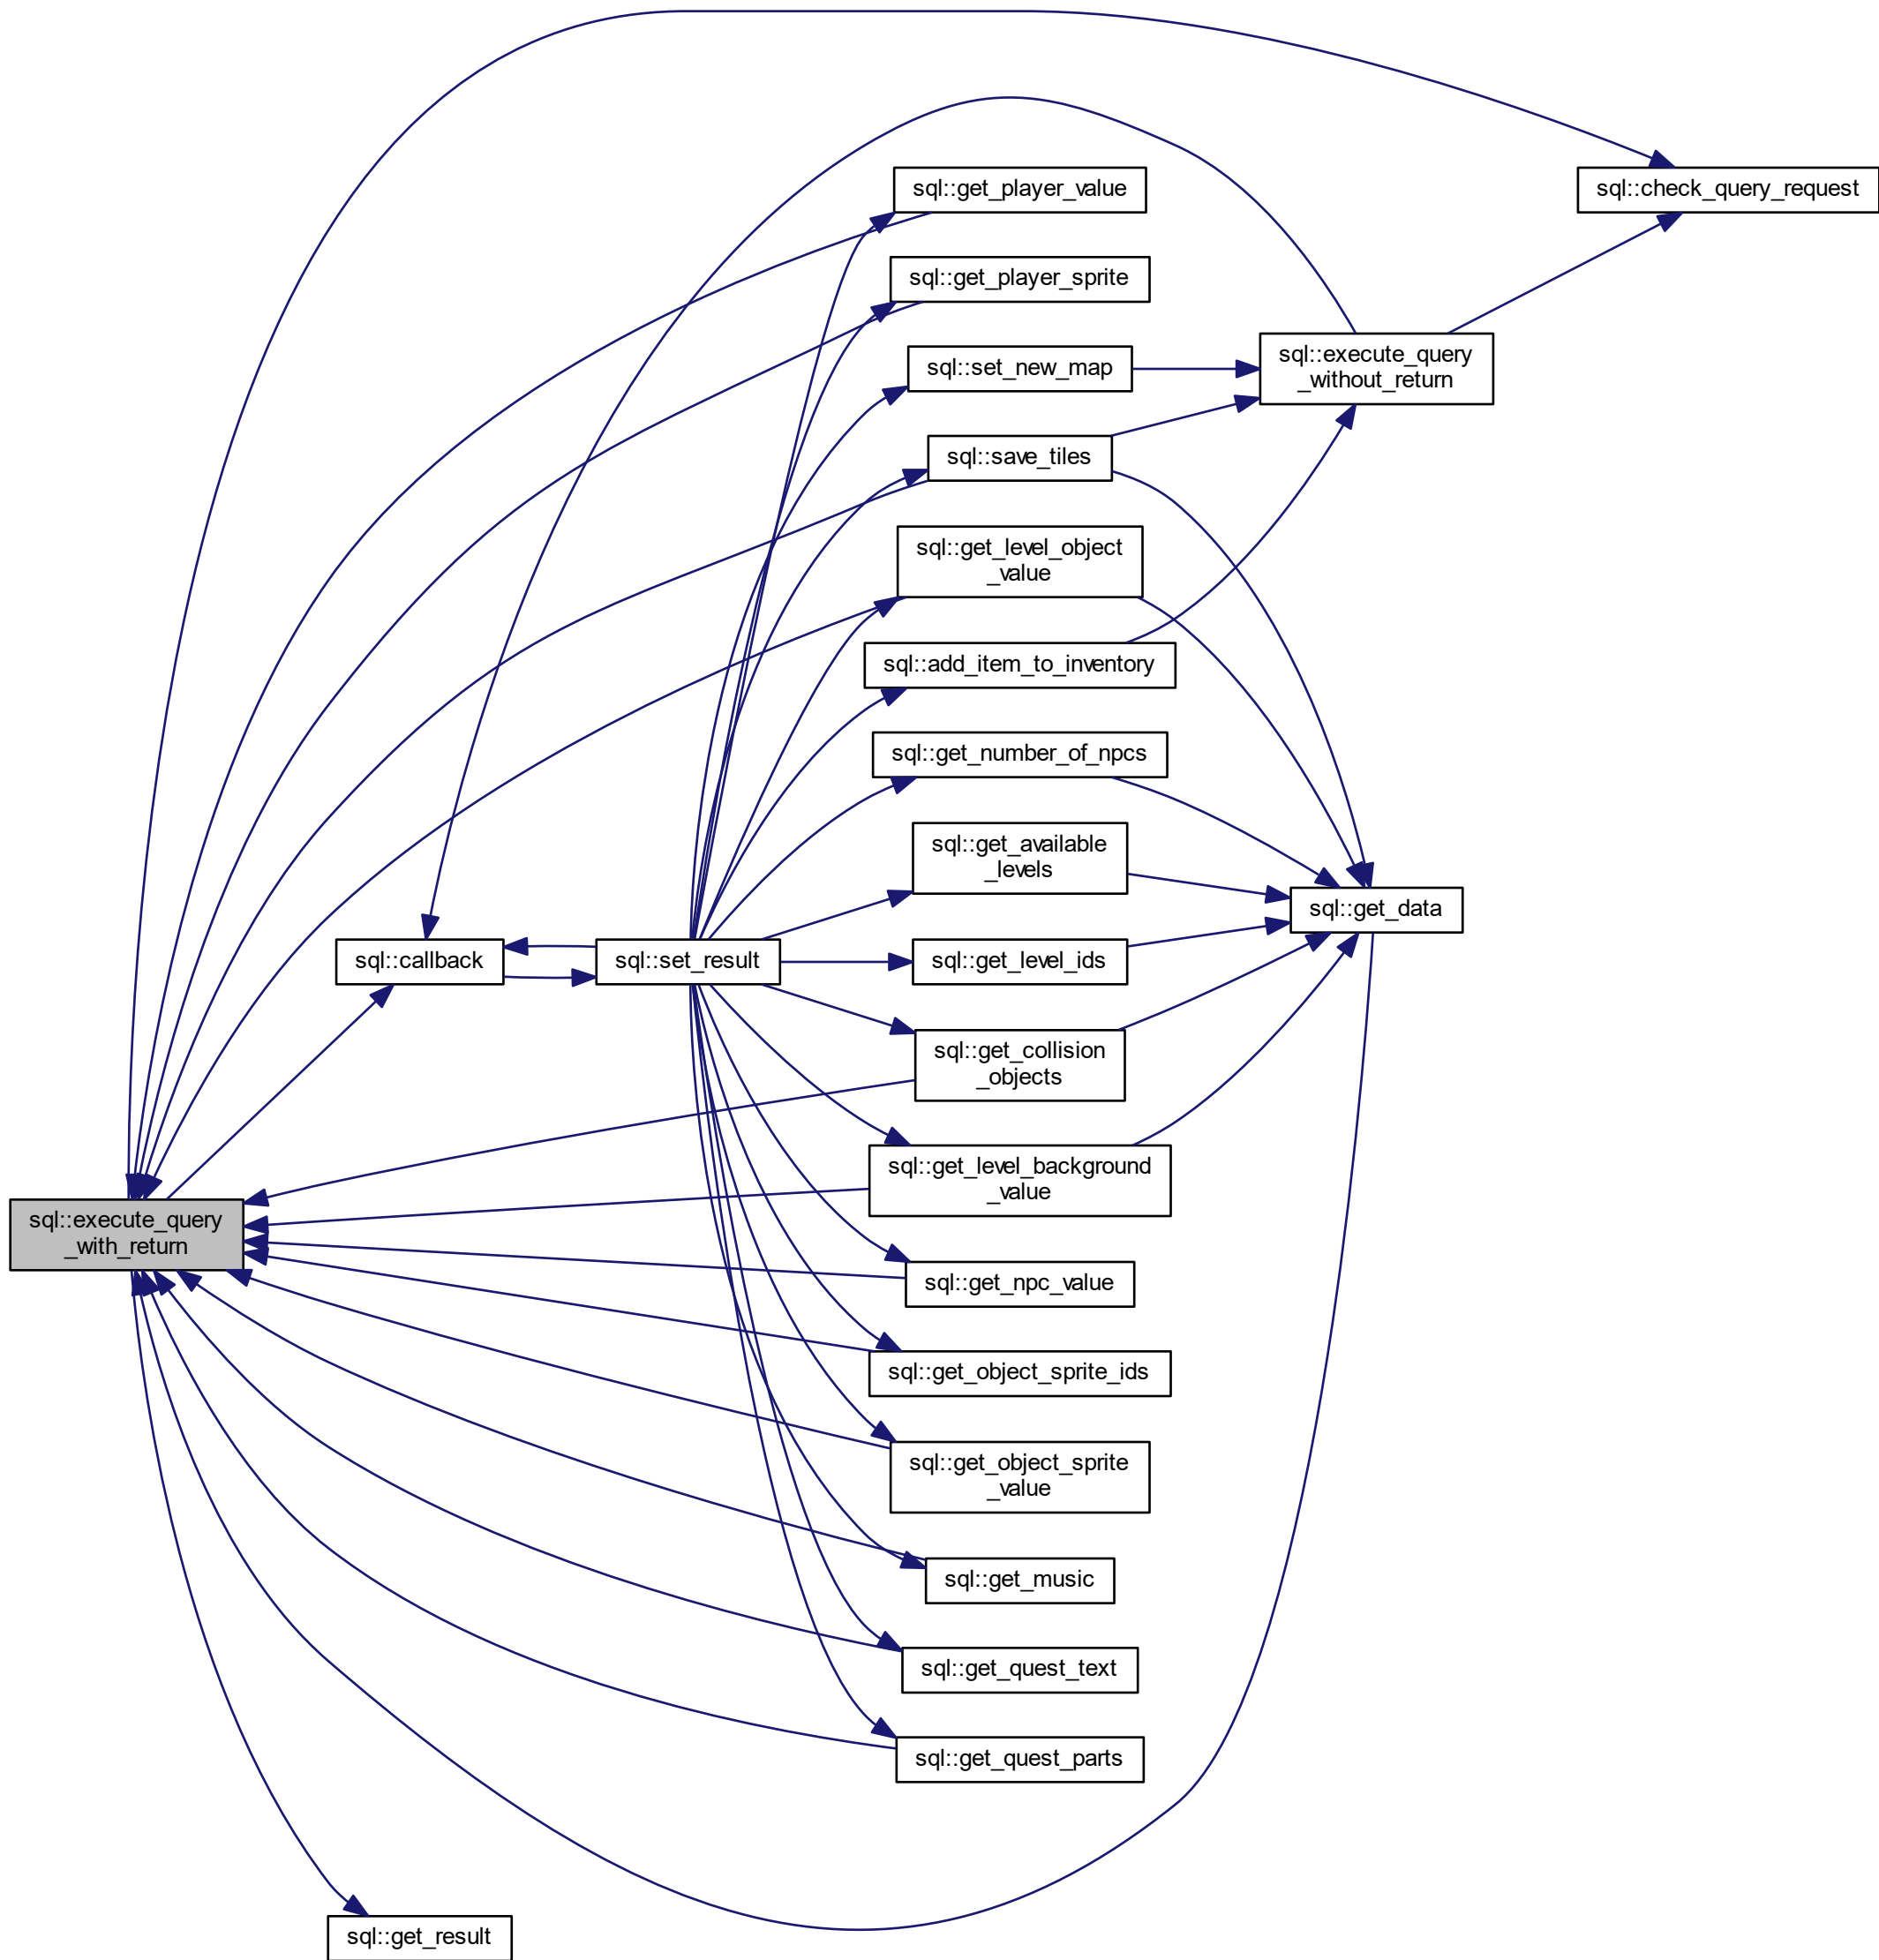 sql::get_player_value
sql::check_query_request
sql::get_player_sprite
sql::set_new_map
sql::execute_query
_without_return
sql::save_tiles
sql::get_level_object
_value
sql::add_item_to_inventory
sql::get_number_of_npcs
sql::get_available
_levels
sql::get_data
sql::callback
sql::set_result
sql::get_level_ids
sql::get_collision
_objects
sql::get_level_background
_value
sql::execute_query
_with_return
sql::get_npc_value
sql::get_object_sprite_ids
sql::get_object_sprite
_value
sql::get_music
sql::get_quest_text
sql::get_quest_parts
sql::get_result